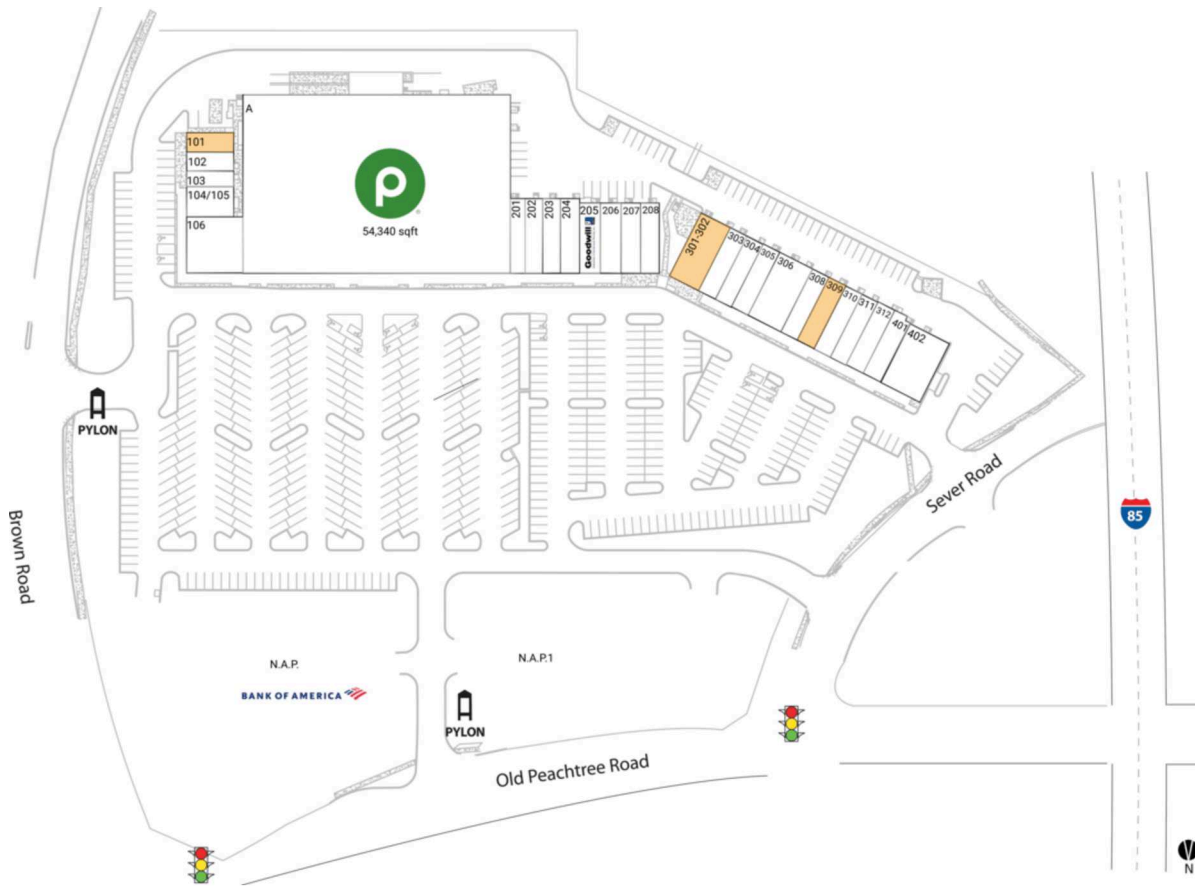 A
101
102
103
104/105
106
54,340 sqft
201
202
203
204
205
Goodwill
206
207
208
301-302
303
304
305
306
308
309
310
311
312
401
402
PYLON
Brown Road
Sever Road
85
N.A.P.
BANK OF AMERICA
N.A.P.1
PYLON
Old Peachtree Road
N